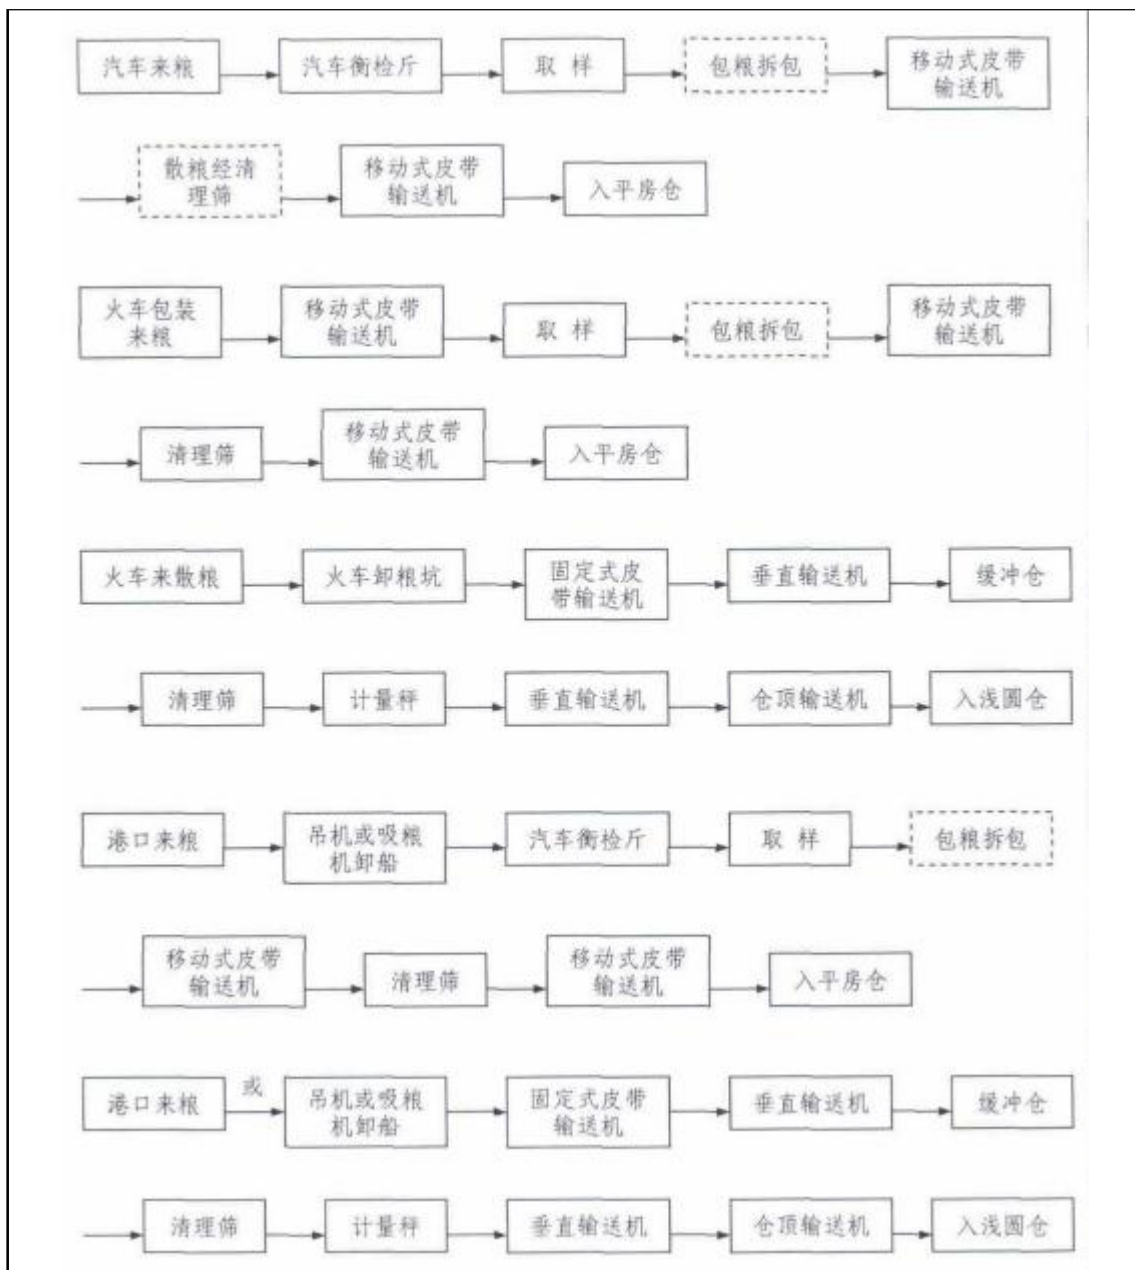 汽车来粮 汽车衡检斤 取样 包粮拆包 移动式皮带
输送机
散粮经清
理筛
移动式皮带
输送机
入平房仓
火车包装
来粮
移动式皮带
输送机
取样
包粮拆包
移动式皮带
输送机
清理筛
移动式皮带
输送机
入平房仓
火车来散粮
火车卸粮坑
固定式皮
带输送机
垂直输送机
缓冲仓
清理筛
计量秤
垂直输送机
仓顶输送机
入浅圆仓
港口来粮
吊机或吸粮
机卸船
汽车衡检斤
取样
包粮拆包
移动式皮带
输送机
清理筛
移动式皮带
输送机
入平房仓
港口来粮
或
吊机或吸粮
机卸船
固定式皮带
输送机
垂直输送机
缓冲仓
清理筛
计量秤
垂直输送机
仓顶输送机
入浅圆仓